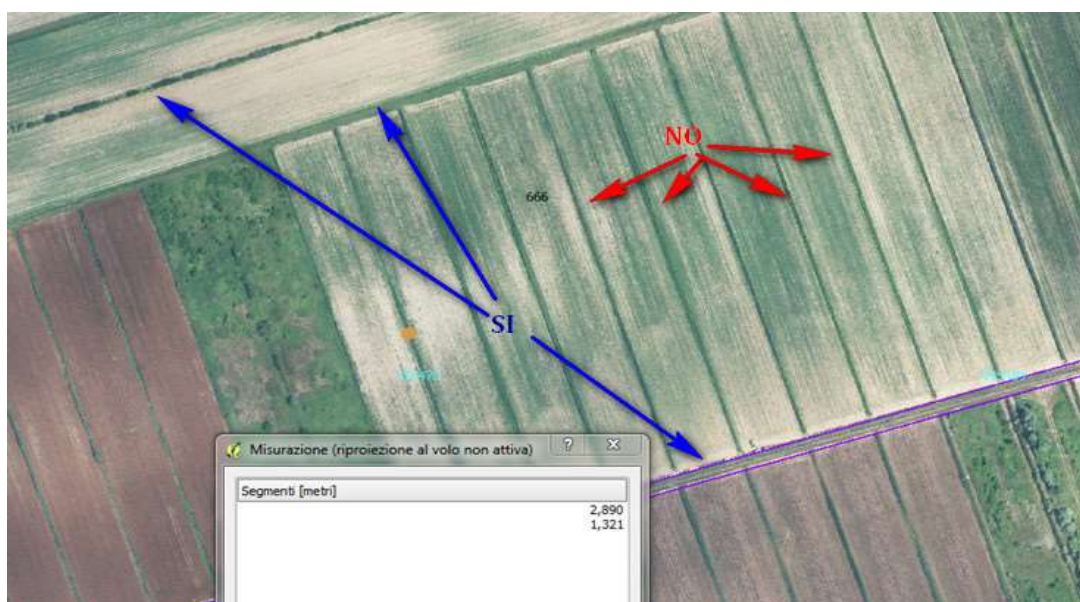 NO
666
SI
Misurazione (riproiezione al volo non attiva)
Segmenti [metri]
2,890
1,321